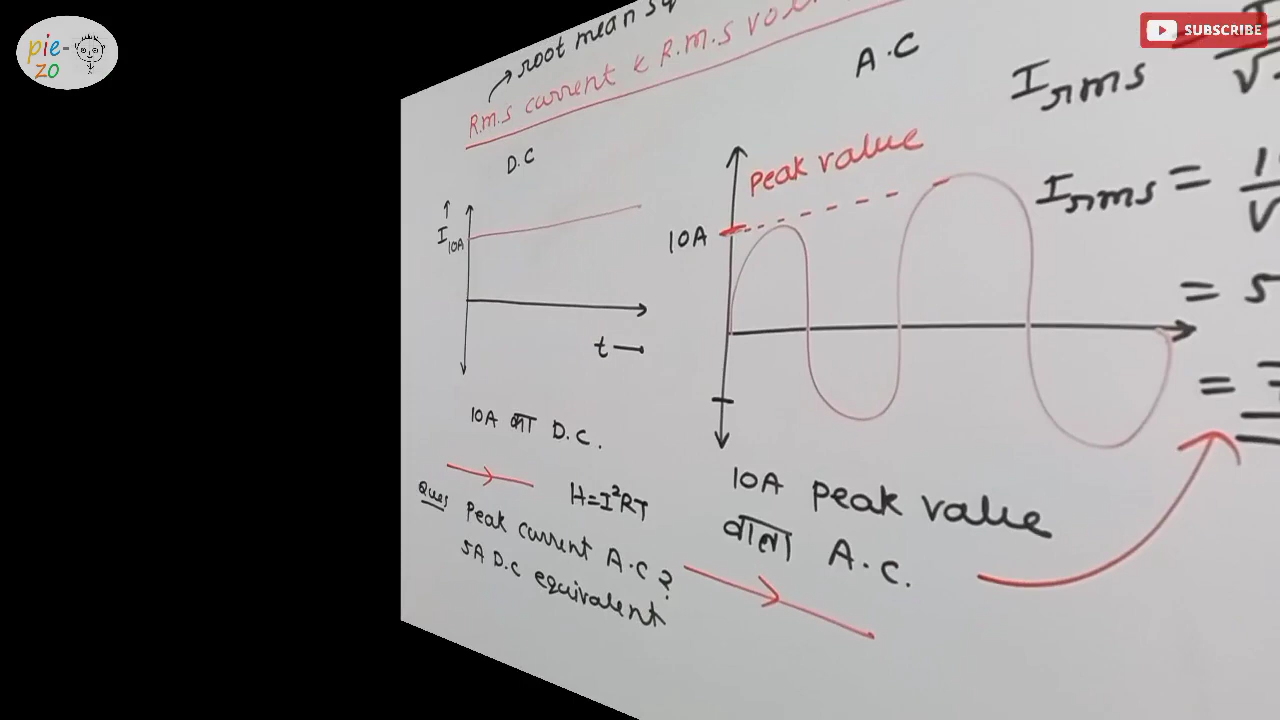 pie-
zo
SUBSCRIBE
root mean sq
R.m.s current & R.m.s
A.C
D.C
I
10A
t
10A का D.C.
H=I²RT
Ques Peak current A.C?
5A D.C equivalent
Peak value
10A
10A Peak value
वाला A.C.
Irms
Irms =
= 5
=